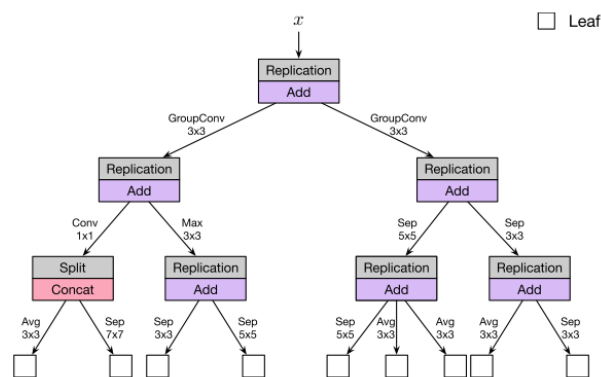 x
Leaf
Replication
Add
GroupConv
3x3
GroupConv
3x3
Replication
Add
Replication
Add
Conv
1x1
Max
3x3
Sep
5x5
Sep
3x3
Split
Concat
Replication
Add
Replication
Add
Replication
Add
Avg
3x3
Sep
7x7
Sep
3x3
Sep
5x5
Sep
5x5
Avg
3x3
Avg
3x3
Avg
3x3
Sep
3x3